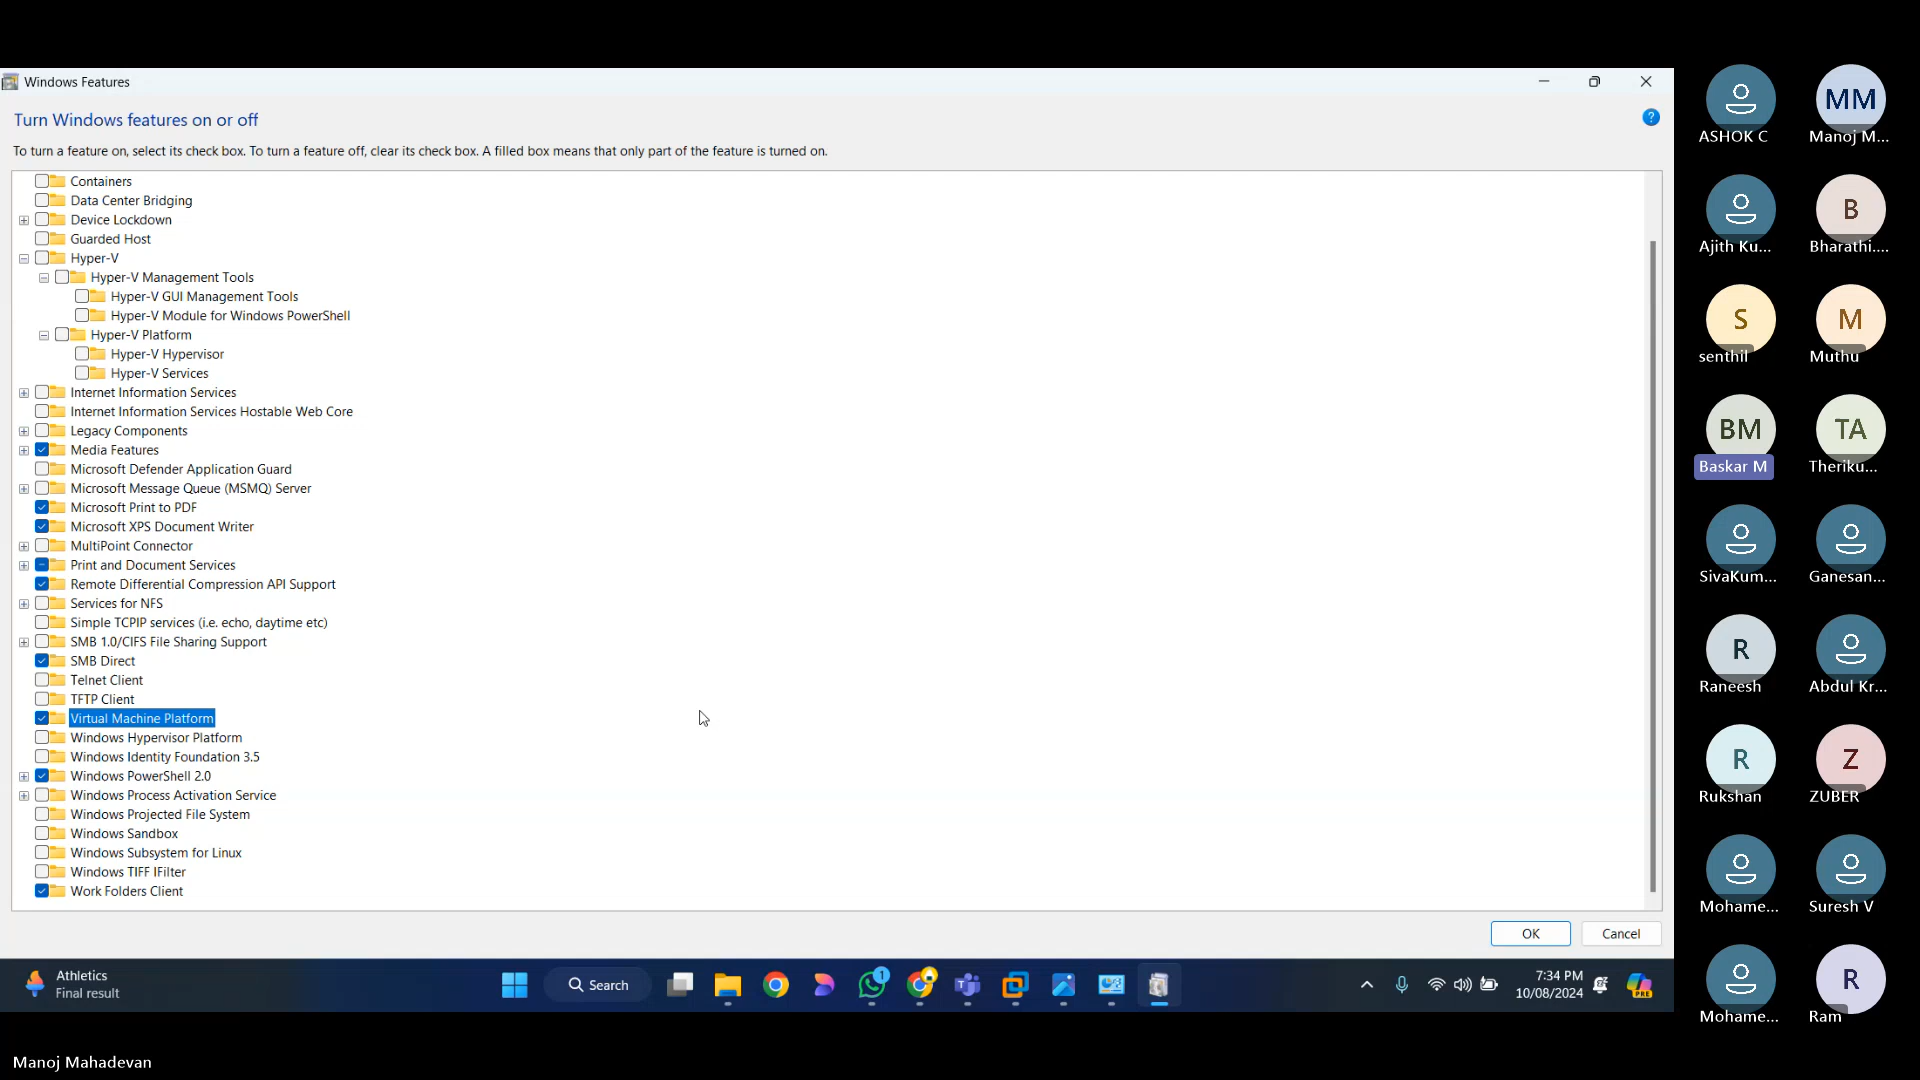 Windows Features
Turn Windows features on or off
?
To turn a feature on, select its check box. To turn a feature off, clear its check box. A filled box means that only part of the feature is turned on.
Containers
Data Center Bridging
Device Lockdown
Guarded Host
Hyper-V
Hyper-V Management Tools
Hyper-V GUI Management Tools
Hyper-V Module for Windows PowerShell
Hyper-V Platform
Hyper-V Hypervisor
Hyper-V Services
Internet Information Services
Internet Information Services Hostable Web Core
Legacy Components
Media Features
Microsoft Defender Application Guard
Microsoft Message Queue (MSMQ) Server
Microsoft Print to PDF
Microsoft XPS Document Writer
MultiPoint Connector
Print and Document Services
Remote Differential Compression API Support
Services for NFS
Simple TCPIP services (i.e. echo, daytime etc)
SMB 1.0/CIFS File Sharing Support
SMB Direct
Telnet Client
TFTP Client
Virtual Machine Platform
Windows Hypervisor Platform
Windows Identity Foundation 3.5
Windows PowerShell 2.0
Windows Process Activation Service
Windows Projected File System
Windows Sandbox
Windows Subsystem for Linux
Windows TIFF IFilter
Work Folders Client
OK
Cancel
Athletics
Final result
Search
1
7:34 PM
10/08/2024
PRE
Manoj Mahadevan
ASHOK C
MM
Manoj M...
Ajith Ku...
B
Bharathi....
S
senthil
M
Muthu
BM
Baskar M
TA
Theriku...
SivaKum...
Ganesan...
R
Raneesh
Abdul Kr...
R
Rukshan
Z
ZUBER
Mohame...
Suresh V
Mohame...
R
Ram